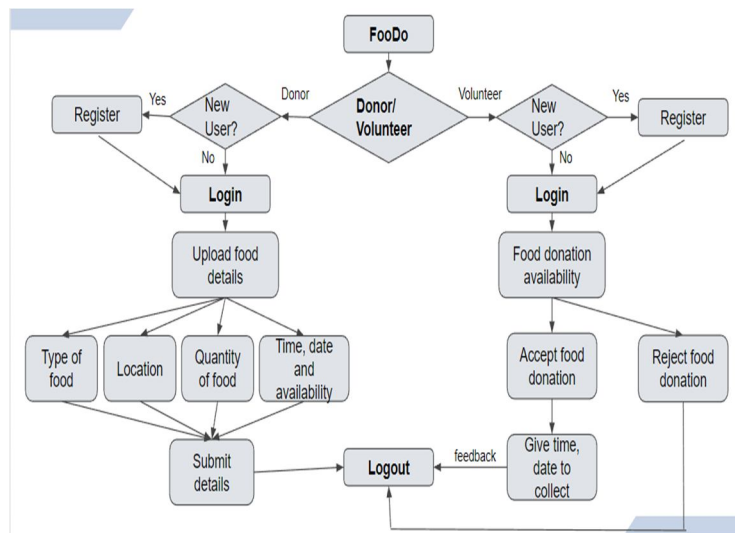 FooDo
Donor/
Volunteer
Donor
Volunteer
New
User?
Yes
Register
No
New
User?
Yes
Register
No
Login
Login
Upload food
details
Food donation
availability
Type of
food
Location
Quantity
of food
Time, date
and
availability
Accept food
donation
Reject food
donation
Submit
details
Logout
feedback
Give time,
date to
collect